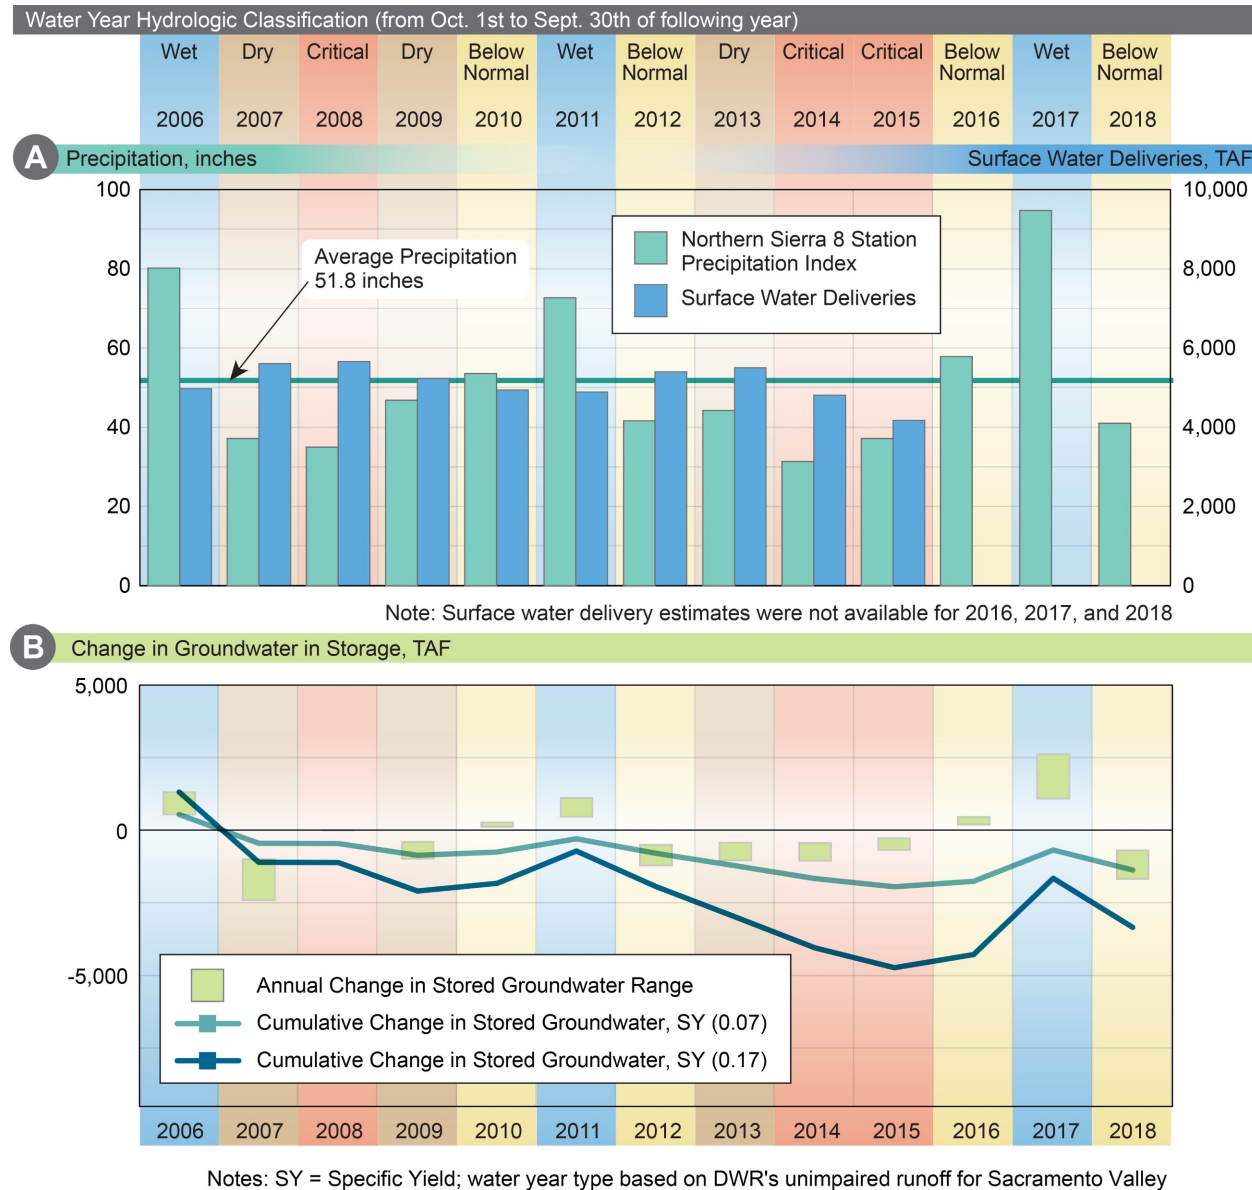 Water Year Hydrologic Classification (from Oct. 1st to Sept. 30th of following year)
Wet Dry Critical Dry Below Normal Wet Below Normal Dry Critical Critical Below Normal Wet Below Normal
2006 2007 2008 2009 2010 2011 2012 2013 2014 2015 2016 2017 2018
A Precipitation, inches Surface Water Deliveries, TAF
100 10,000
80 8,000
60 6,000
40 4,000
20 2,000
0 0
Average Precipitation
51.8 inches
Northern Sierra 8 Station
Precipitation Index
Surface Water Deliveries
Note: Surface water delivery estimates were not available for 2016, 2017, and 2018
B Change in Groundwater in Storage, TAF
5,000
0
-5,000
Annual Change in Stored Groundwater Range
Cumulative Change in Stored Groundwater, SY (0.07)
Cumulative Change in Stored Groundwater, SY (0.17)
2006 2007 2008 2009 2010 2011 2012 2013 2014 2015 2016 2017 2018
Notes: SY = Specific Yield; water year type based on DWR's unimpaired runoff for Sacramento Valley